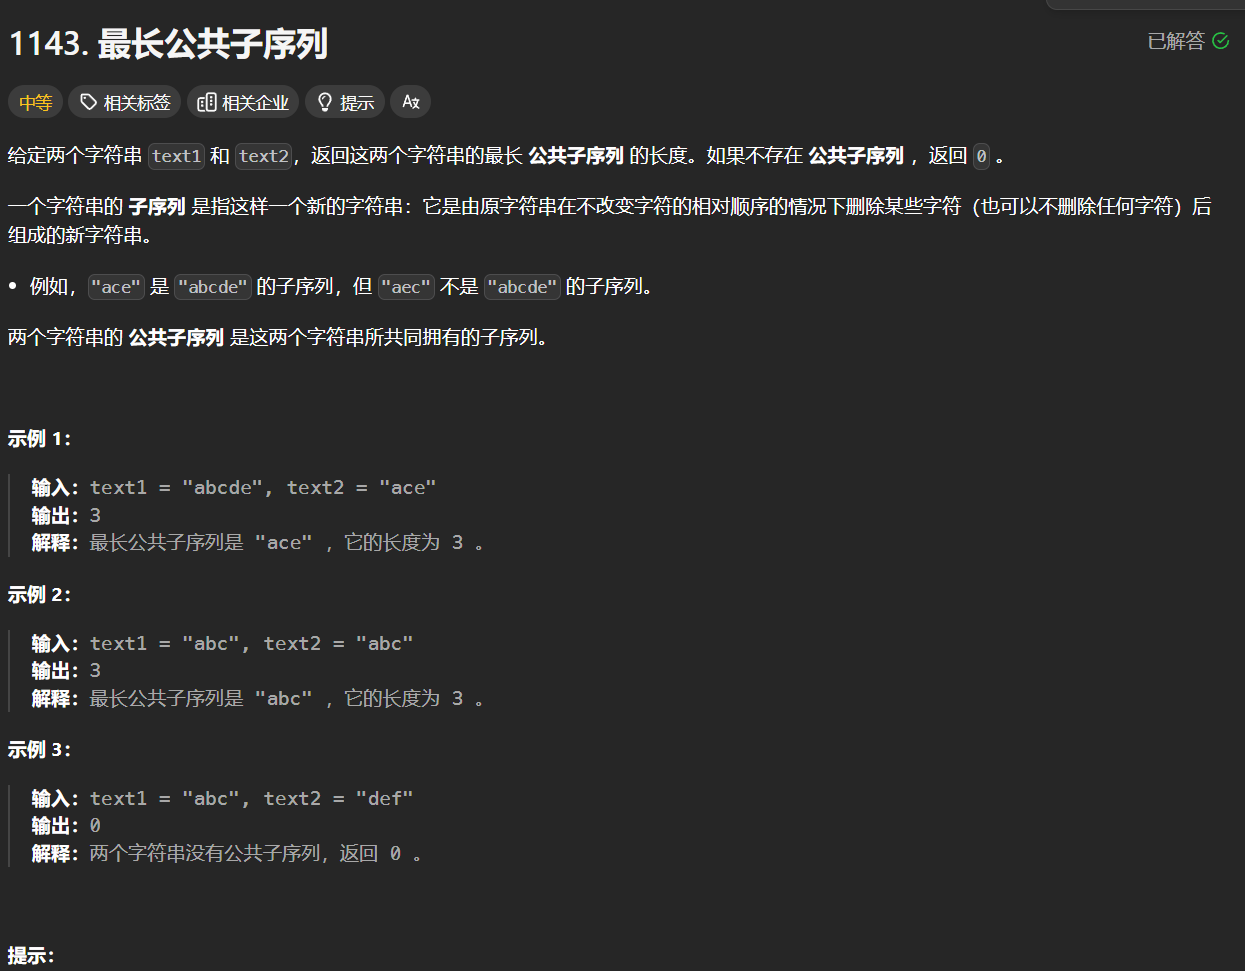 1143. 最长公共子序列
已解答
中等
相关标签
相关企业
提示
给定两个字符串 text1 和 text2，返回这两个字符串的最长 公共子序列 的长度。如果不存在 公共子序列 ，返回 0 。
一个字符串的 子序列 是指这样一个新的字符串：它是由原字符串在不改变字符的相对顺序的情况下删除某些字符（也可以不删除任何字符）后
组成的新字符串。
• 例如，"ace" 是 "abcde" 的子序列，但 "aec" 不是 "abcde" 的子序列。
两个字符串的 公共子序列 是这两个字符串所共同拥有的子序列。
示例 1：
输入：text1 = "abcde", text2 = "ace"
输出：3
解释：最长公共子序列是 "ace" ，它的长度为 3 。
示例 2：
输入：text1 = "abc", text2 = "abc"
输出：3
解释：最长公共子序列是 "abc" ，它的长度为 3 。
示例 3：
输入：text1 = "abc", text2 = "def"
输出：0
解释：两个字符串没有公共子序列，返回 0 。
提示：